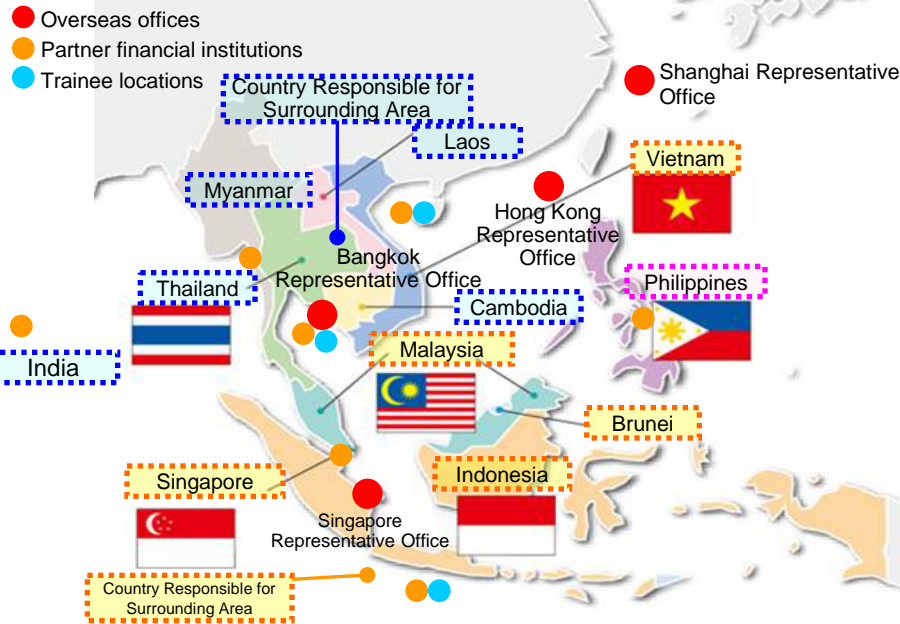 Overseas offices
Partner financial institutions
Trainee locations
Country Responsible for
Surrounding Area
Shanghai Representative
Office
Laos
Vietnam
Myanmar
Hong Kong
Representative
Office
Bangkok
Representative Office
Thailand
Philippines
Cambodia
India
Malaysia
Brunei
Singapore
Indonesia
Singapore
Representative Office
Country Responsible for
Surrounding Area